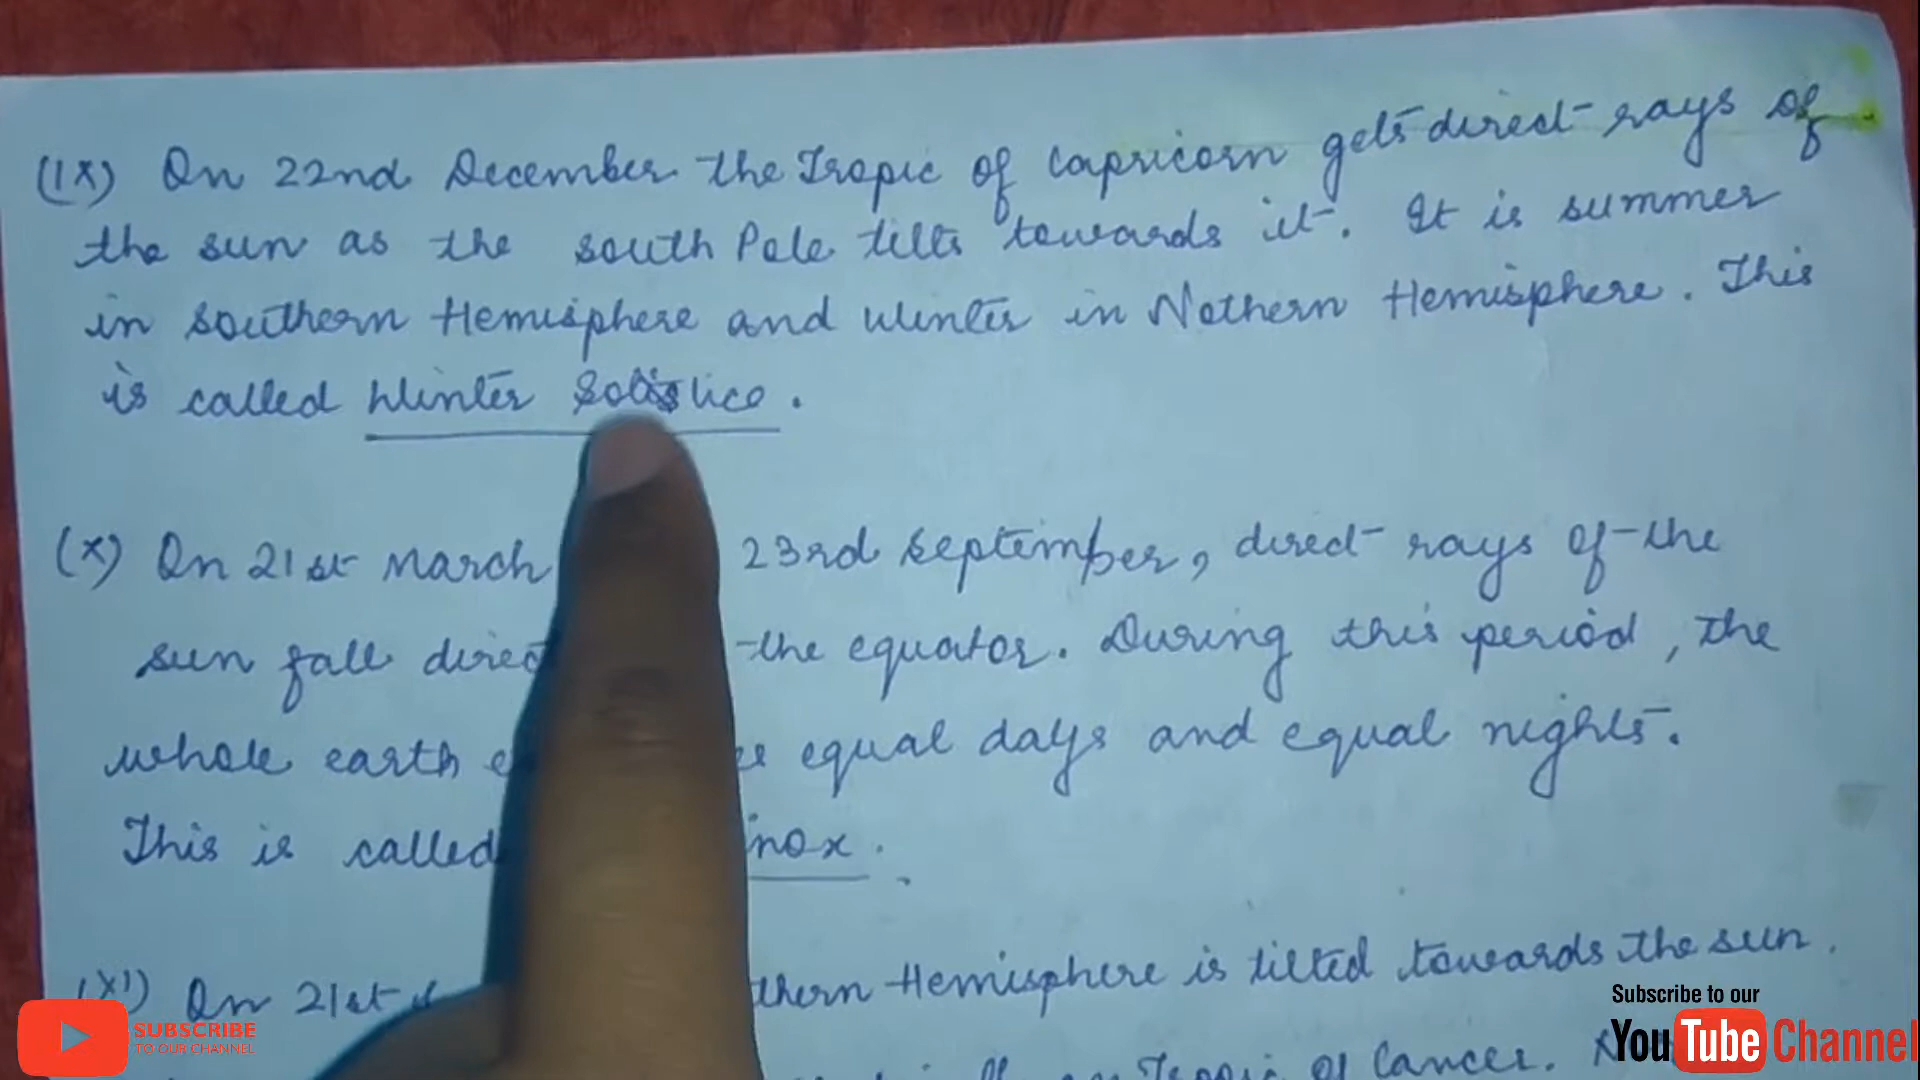 (IX) On 22nd December the Tropic of Capricorn gets direct rays of
the sun as the south Pole tilts towards it. It is summer
in Southern Hemisphere and Winter in Nothern Hemisphere. This
is called Winter Solistice.
(X) On 21st March 23rd September, direct rays of the
sun fall direc the equator. During this period, the
whole earth equal days and equal nights.
This is called inox.
(XI) On 21st thern Hemisphere is tilted towards the sun.
Tropic of Cancer.
SUBSCRIBE
TO OUR CHANNEL
Subscribe to our
YouTube Channel